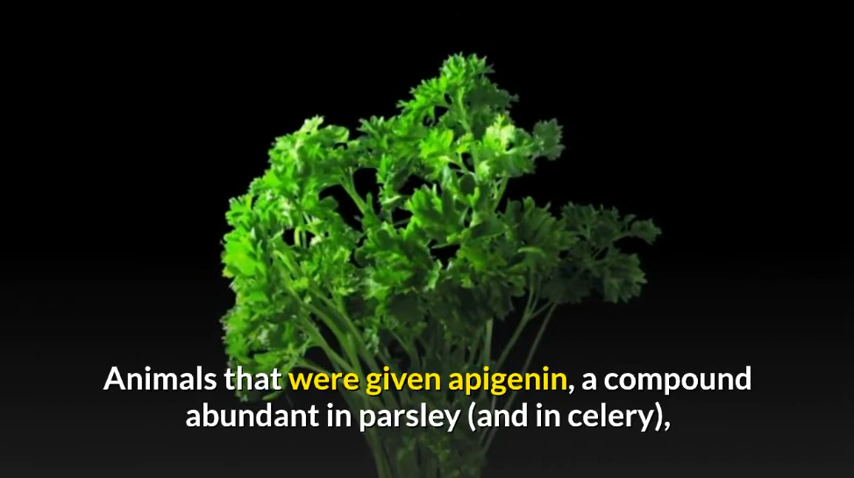 Animals that were given apigenin, a compound
abundant in parsley (and in celery),